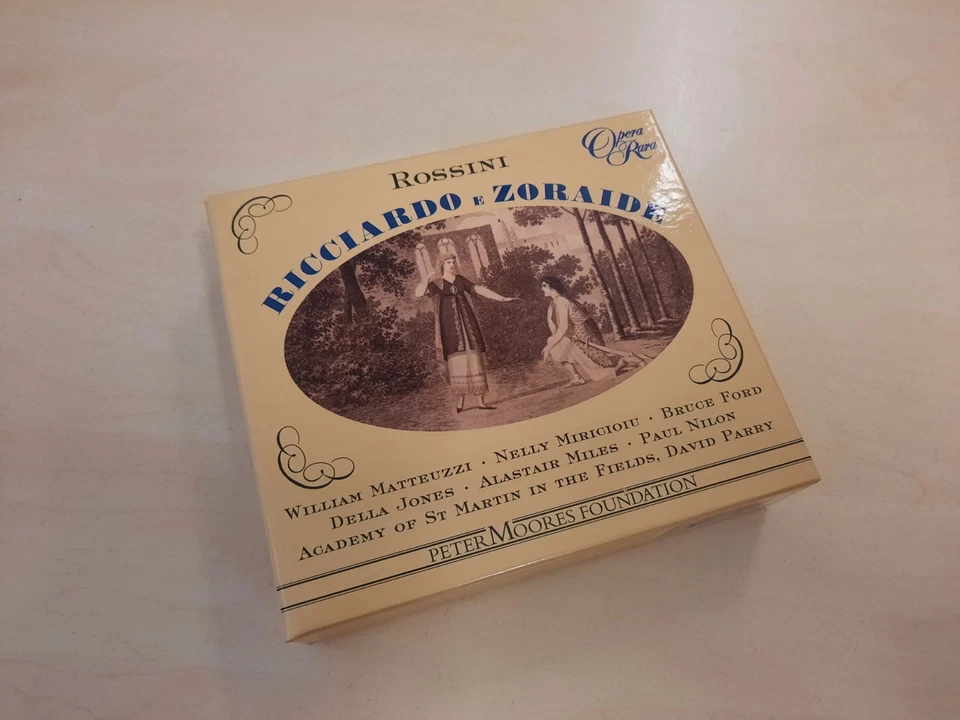 Opera
Rara
ROSSINI
RICCIARDO E ZORAIDE
WILLIAM MATTEUZZI · NELLY MIRICIOIU · BRUCE FORD
DELLA JONES · ALASTAIR MILES · PAUL NILON
ACADEMY OF ST MARTIN IN THE FIELDS, DAVID PARRY
PETER MOORES FOUNDATION